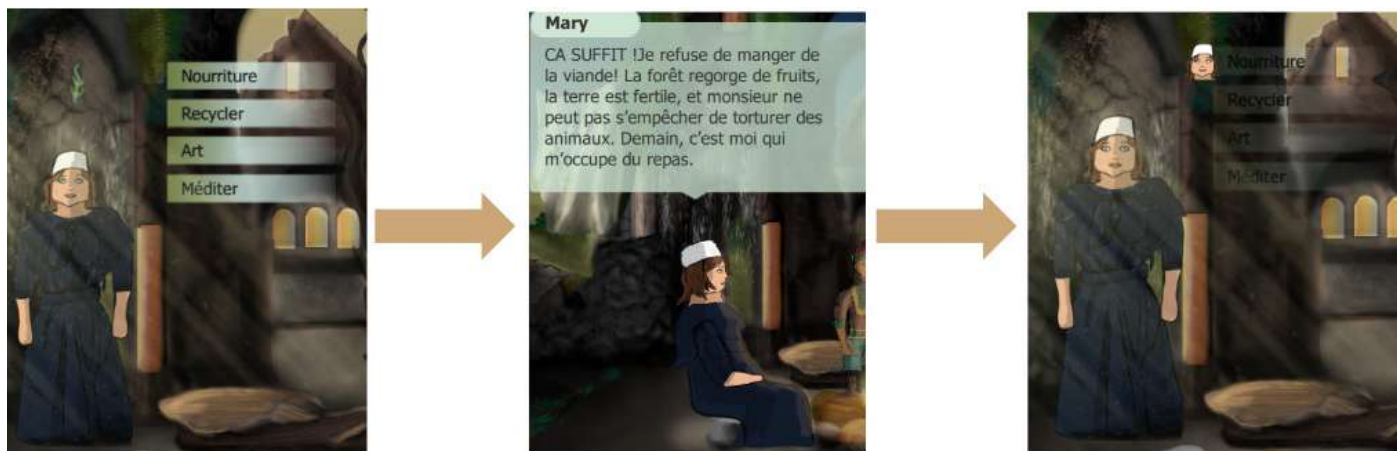 Nourriture
Recycler
Art
Méditer
Mary
CA SUFFIT !Je refuse de manger de
la viande! La forêt regorge de fruits,
la terre est fertile, et monsieur ne
peut pas s'empêcher de torturer des
animaux. Demain, c'est moi qui
m'occupe du repas.
Nourriture
Recycler
Art
Méditer